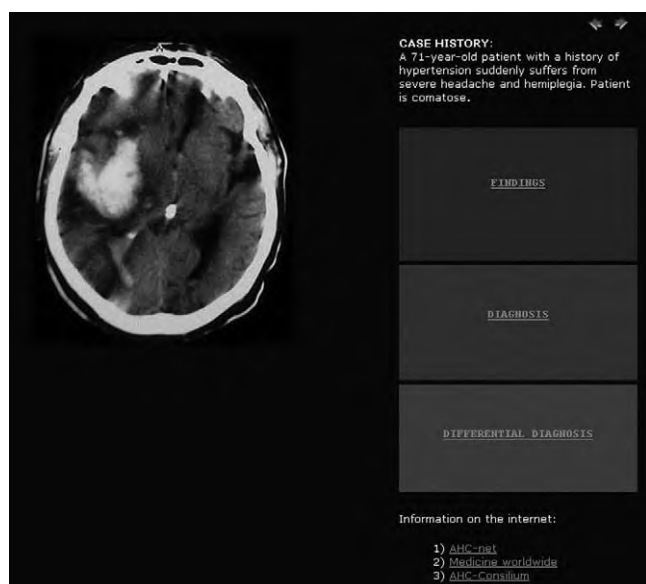 CASE HISTORY:
A 71-year-old patient with a history of
hypertension suddenly suffers from
severe headache and hemiplegia. Patient
is comatose.
FINDINGS
DIAGNOSIS
DIFFERENTIAL DIAGNOSIS
Information on the internet:
1) AHC-net
2) Medicine worldwide
3) AHC-Consilium